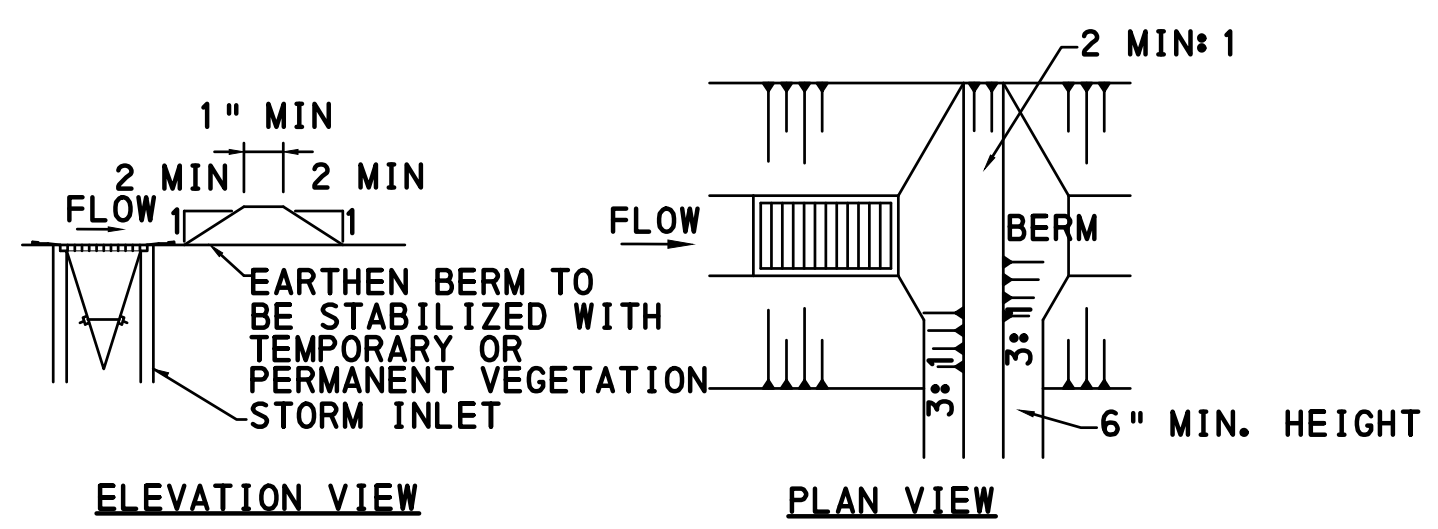 1" MIN
2 MIN
2 MIN
FLOW
1
1
EARTHEN BERM TO
BE STABILIZED WITH
TEMPORARY OR
PERMANENT VEGETATION
STORM INLET
ELEVATION VIEW
2 MIN:1
FLOW
BERM
3:1
3:1
6" MIN. HEIGHT
PLAN VIEW